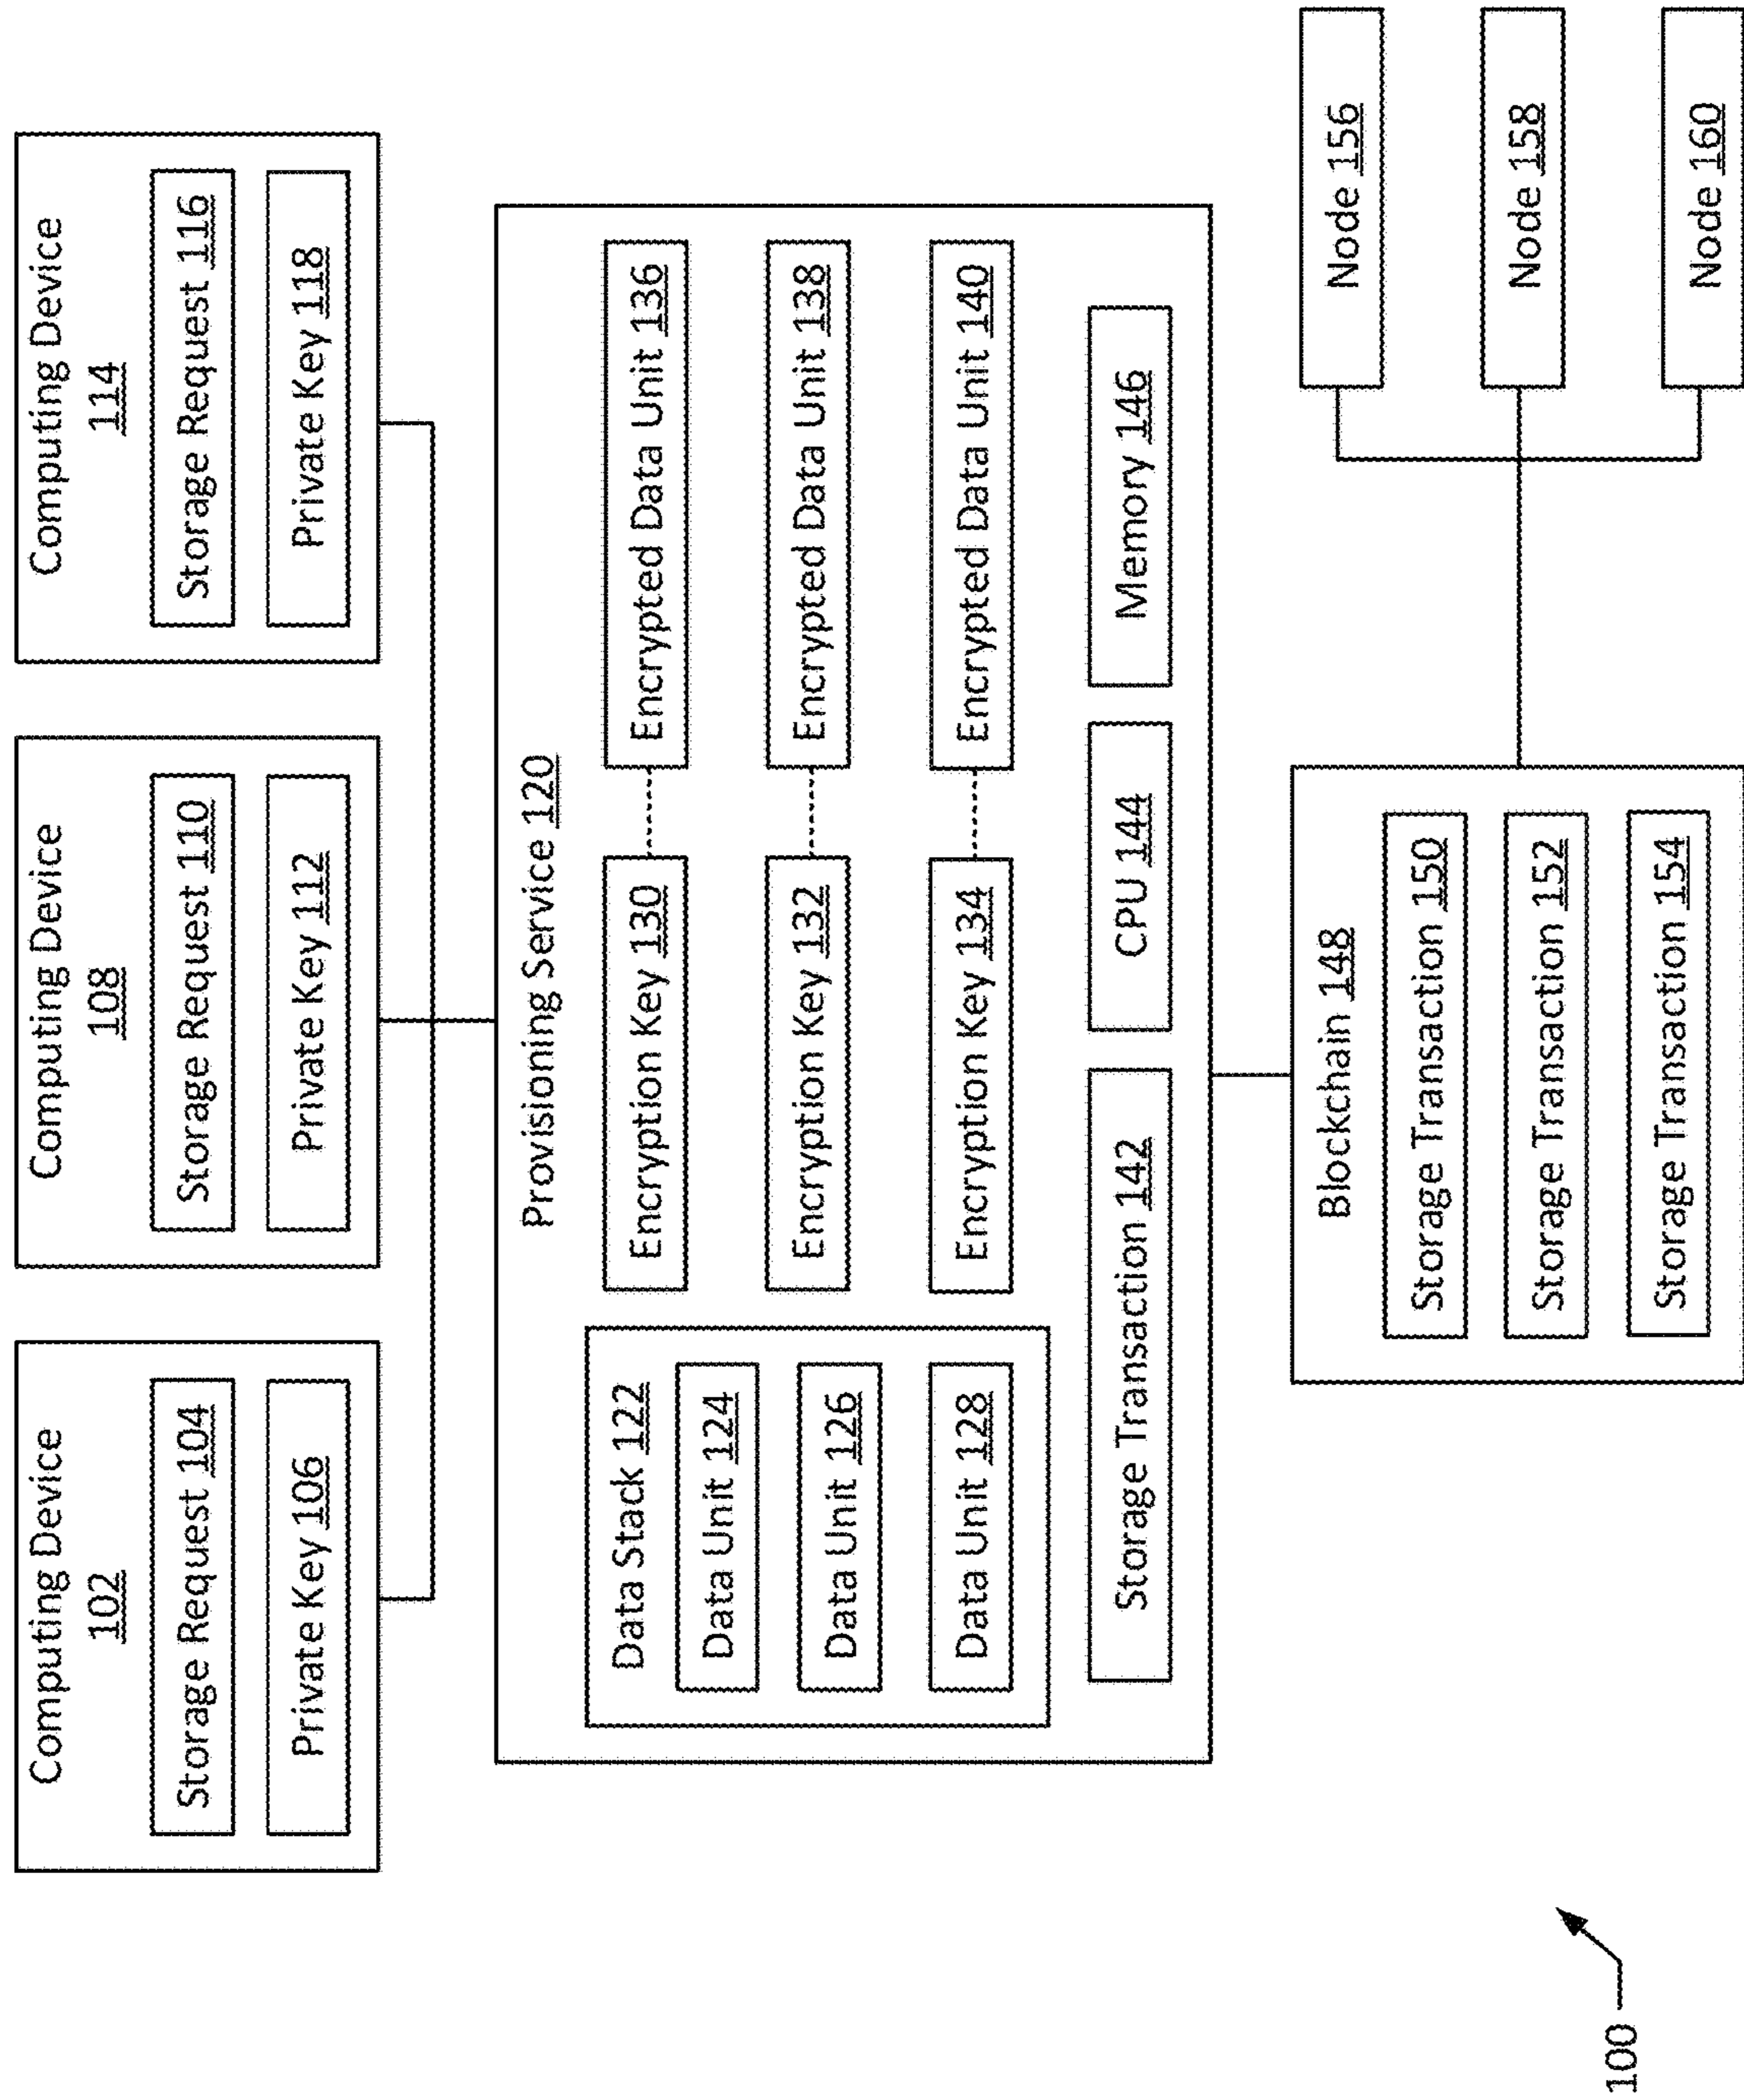 Computing Device
102
Storage Request 104
Private Key 106
Computing Device
108
Storage Request 110
Private Key 112
Computing Device
114
Storage Request 116
Private Key 118
Provisioning Service 120
Data Stack 122
Data Unit 124
Data Unit 126
Data Unit 128
Encryption Key 130
Encrypted Data Unit 136
Encryption Key 132
Encrypted Data Unit 138
Encryption Key 134
Encrypted Data Unit 140
Storage Transaction 142
CPU 144
Memory 146
Blockchain 148
Storage Transaction 150
Storage Transaction 152
Storage Transaction 154
Node 156
Node 158
Node 160
100